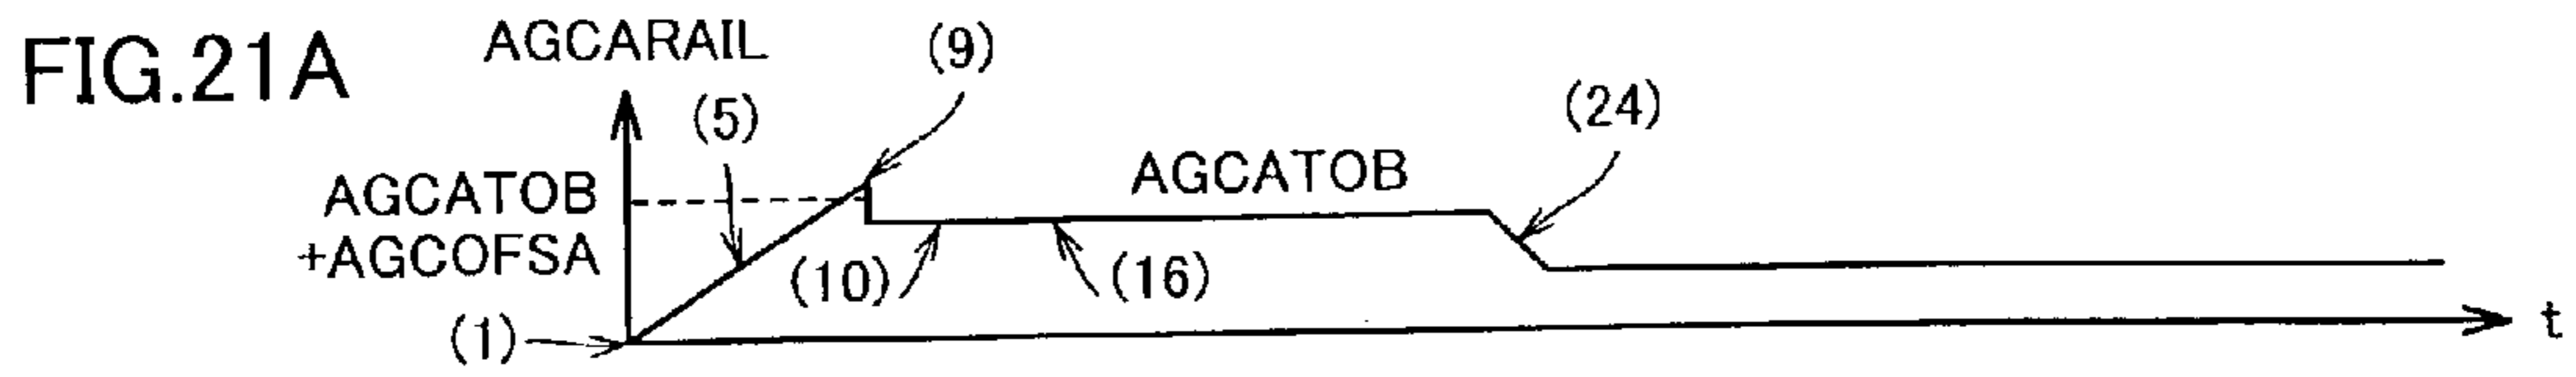 FIG.21A
AGCARAIL
(9)
(5)
(24)
AGCATOB
+AGCOFSA
AGCATOB
(10)
(16)
(1)
t